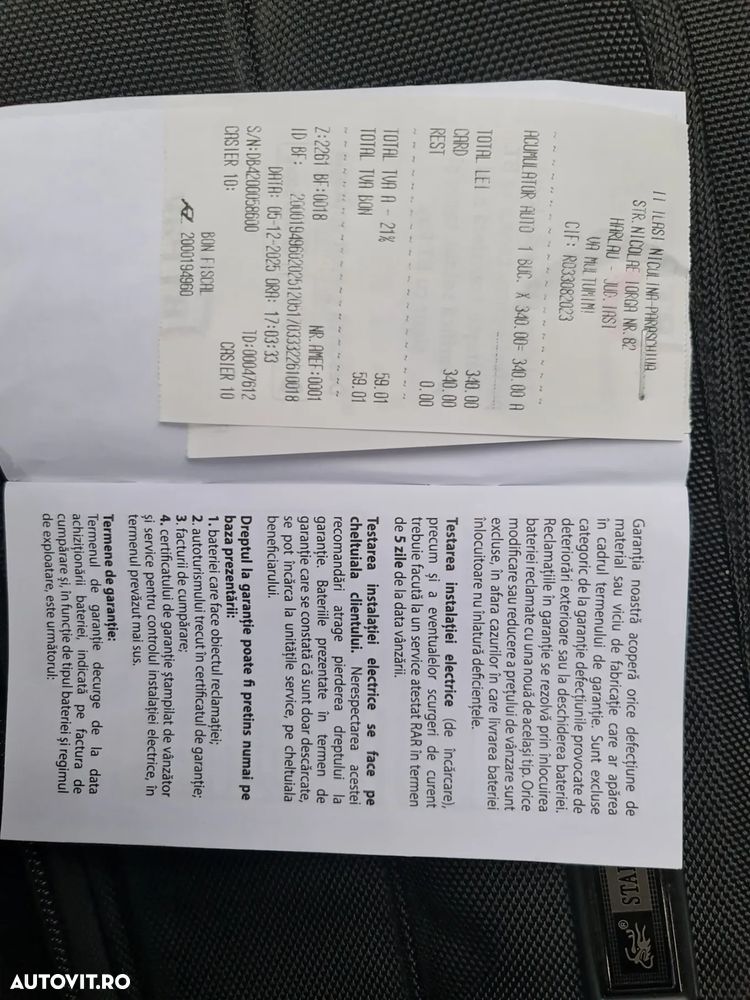 II ILASI NICULINA-PARASCHIVA
STR.NICOLAE IORGA NR.82
HARLAU - JUD. IASI
VA MULTUMIM!
CIF: RO33082023
ACUMULATOR AUTO 1 BUC. X 340.00= 340.00 A
TOTAL LEI 340.00
CARD 340.00
REST 0.00
TOTAL TVA A - 21% 59.01
TOTAL TVA BON 59.01
Z:2261 BF:0018 NR.AMEF:0001
ID BF:
DATA: 05-12-2025 ORA: 17:03:33
S/N:DB4200058600 TD:0004/612
CASIER 10: CASIER 10
BON FISCAL
2000194960
Garanția noastră acoperă orice defecțiune de
material sau viciu de fabricație care ar apărea
în cadrul termenului de garanție. Sunt excluse
categoric de la garanție defecțiunile provocate de
deteriorări exterioare sau la deschiderea bateriei.
Reclamațiile în garanție se rezolvă prin înlocuirea
bateriei reclamate cu una nouă de același tip. Orice
modificare sau reducere a prețului de vânzare sunt
excluse, în afara cazurilor în care livrarea bateriei
înlocuitoare nu înlatură deficiențele.
Testarea instalației electrice (de încărcare),
precum și a eventualelor scurgeri de curent
trebuie făcută la un service atestat RAR în termen
de 5 zile de la data vânzării.
Testarea instalației electrice se face pe
cheltuiala clientului. Nerespectarea acestei
recomandări atrage pierderea dreptului la
garanție. Bateriile prezentate în termen de
garanție care se constată că sunt doar descărcate,
se pot încărca la unitățile service, pe cheltuiala
beneficiarului.
Dreptul la garanție poate fi pretins numai pe
baza prezentării:
1. bateriei care face obiectul reclamației;
2. autoturismului trecut în certificatul de garanție;
3. facturii de cumpărare;
4. certificatului de garanție ștampilat de vânzător
și service pentru controlul instalației electrice, în
termenul prevăzut mai sus.
Termene de garanție:
Termenul de garanție decurge de la data
achiziționării bateriei, indicată pe factura de
cumpărare și, în funcție de tipul bateriei și regimul
de exploatare, este următorul:
STA
AUTOVIT.RO